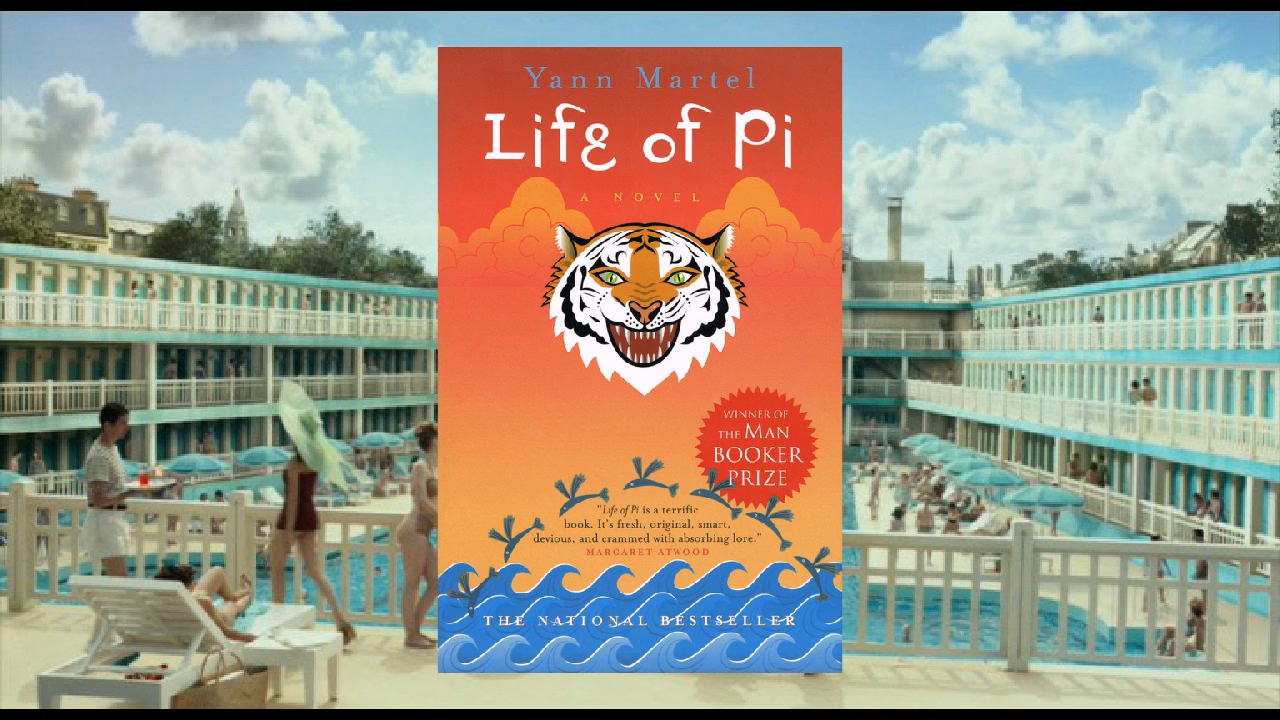 Yann Martel
Life of Pi
A NOVEL
WINNER OF
THE MAN
BOOKER
PRIZE
"Life of Pi is a terrific
book. It's fresh, original, smart,
devious, and crammed with absorbing lore."
MARGARET ATWOOD
THE NATIONAL BESTSELLER